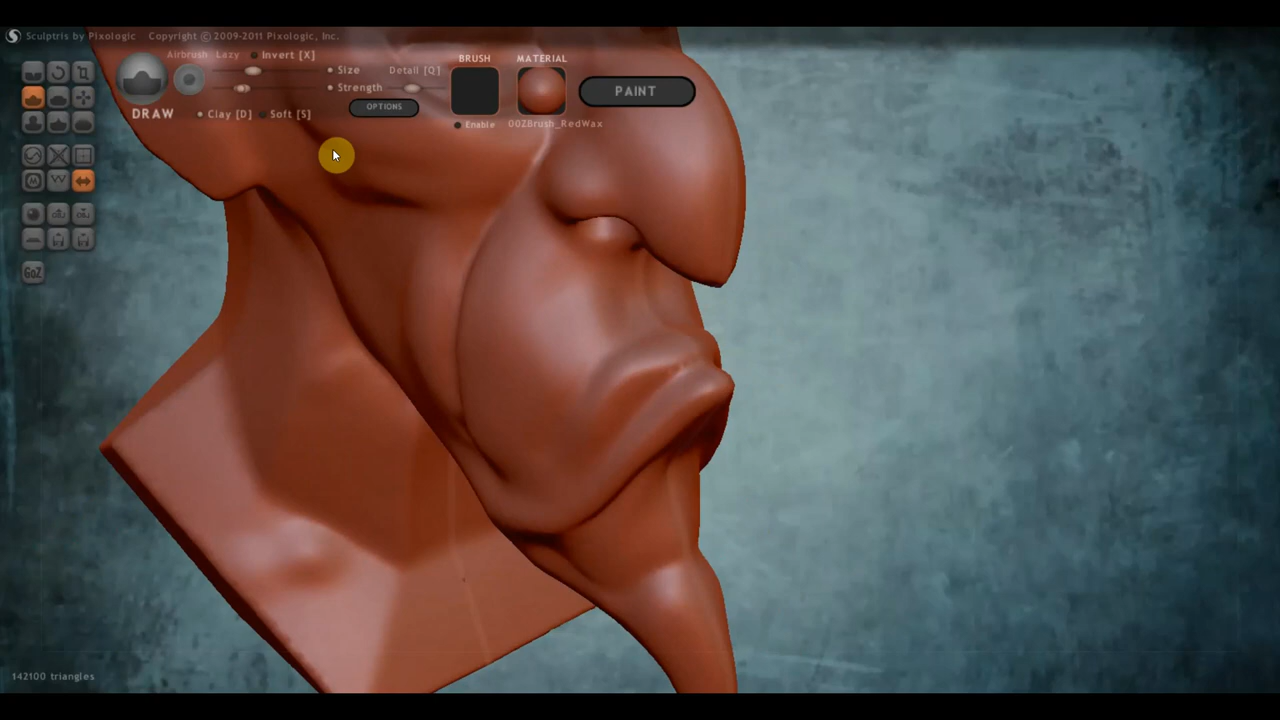 Sculptris by Pixologic Copyright © 2009-2011 Pixologic, Inc.
Airbrush Lazy Invert [X]
BRUSH MATERIAL
Size Detail [Q]
Strength
PAINT
OPTIONS
DRAW Clay [D] Soft [S]
Enable 00ZBrush_RedWax
GoZ
142100 triangles